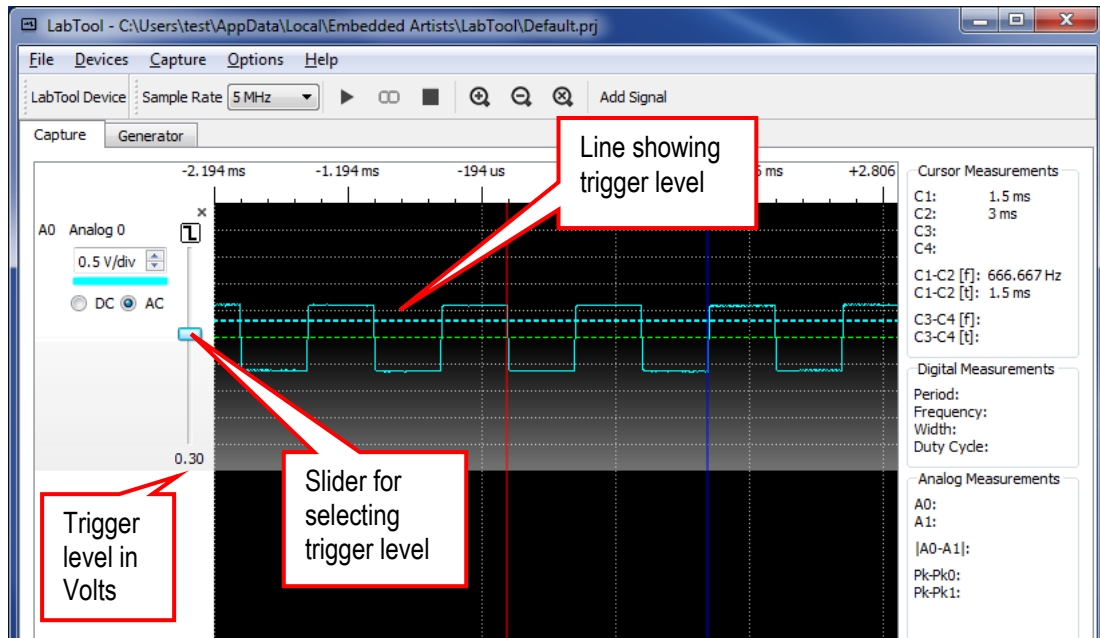 LabTool - C:\Users\test\AppData\Local\Embedded Artists\LabTool\Default.prj
File Devices Capture Options Help
LabTool Device Sample Rate 5 MHz Add Signal
Capture Generator
-2.194 ms -1.194 ms -194 us ms +2.806
Line showing
trigger level
A0 Analog 0
0.5 V/div
DC AC
0.30
Slider for
selecting
trigger level
Trigger
level in
Volts
Cursor Measurements
C1: 1.5 ms
C2: 3 ms
C3:
C4:
C1-C2 [f]: 666.667 Hz
C1-C2 [t]: 1.5 ms
C3-C4 [f]:
C3-C4 [t]:
Digital Measurements
Period:
Frequency:
Width:
Duty Cycle:
Analog Measurements
A0:
A1:
|A0-A1|:
Pk-Pk0:
Pk-Pk1: